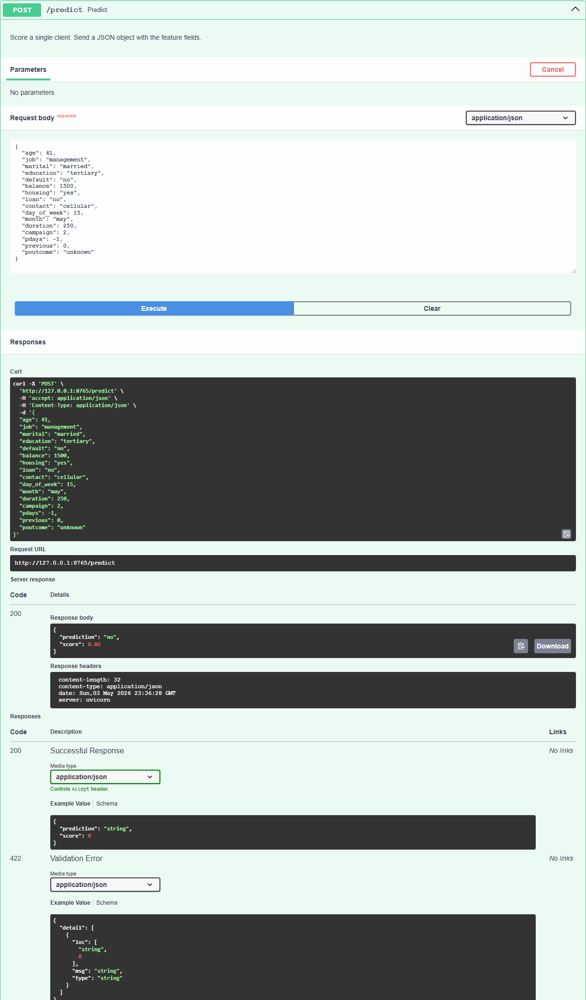 POST /predict Predict
Score a single client. Send a JSON object with the feature fields.
Parameters
Cancel
No parameters
Request body required
application/json
{
  "age": 41,
  "job": "management",
  "marital": "married",
  "education": "tertiary",
  "default": "no",
  "balance": 1500,
  "housing": "yes",
  "loan": "no",
  "contact": "cellular",
  "day_of_week": 15,
  "month": "may",
  "duration": 250,
  "campaign": 2,
  "pdays": -1,
  "previous": 0,
  "poutcome": "unknown"
}
Execute
Clear
Responses
Curl
curl -X 'POST' \
  'http://127.0.0.1:8765/predict' \
  -H 'accept: application/json' \
  -H 'Content-Type: application/json' \
  -d '{
  "age": 41,
  "job": "management",
  "marital": "married",
  "education": "tertiary",
  "default": "no",
  "balance": 1500,
  "housing": "yes",
  "loan": "no",
  "contact": "cellular",
  "day_of_week": 15,
  "month": "may",
  "duration": 250,
  "campaign": 2,
  "pdays": -1,
  "previous": 0,
  "poutcome": "unknown"
}'
Request URL
http://127.0.0.1:8765/predict
Server response
Code Details
200
Response body
{
  "prediction": "no",
  "score": 0.86
}
Download
Response headers
content-length: 32
content-type: application/json
date: Sun,03 May 2026 23:36:28 GMT
server: uvicorn
Responses
Code Description Links
200 Successful Response No links
Media type
application/json
Controls Accept header.
Example Value Schema
{
  "prediction": "string",
  "score": 0
}
422 Validation Error No links
Media type
application/json
Example Value Schema
{
  "detail": [
    {
      "loc": [
        "string",
        0
      ],
      "msg": "string",
      "type": "string"
    }
  ]
}